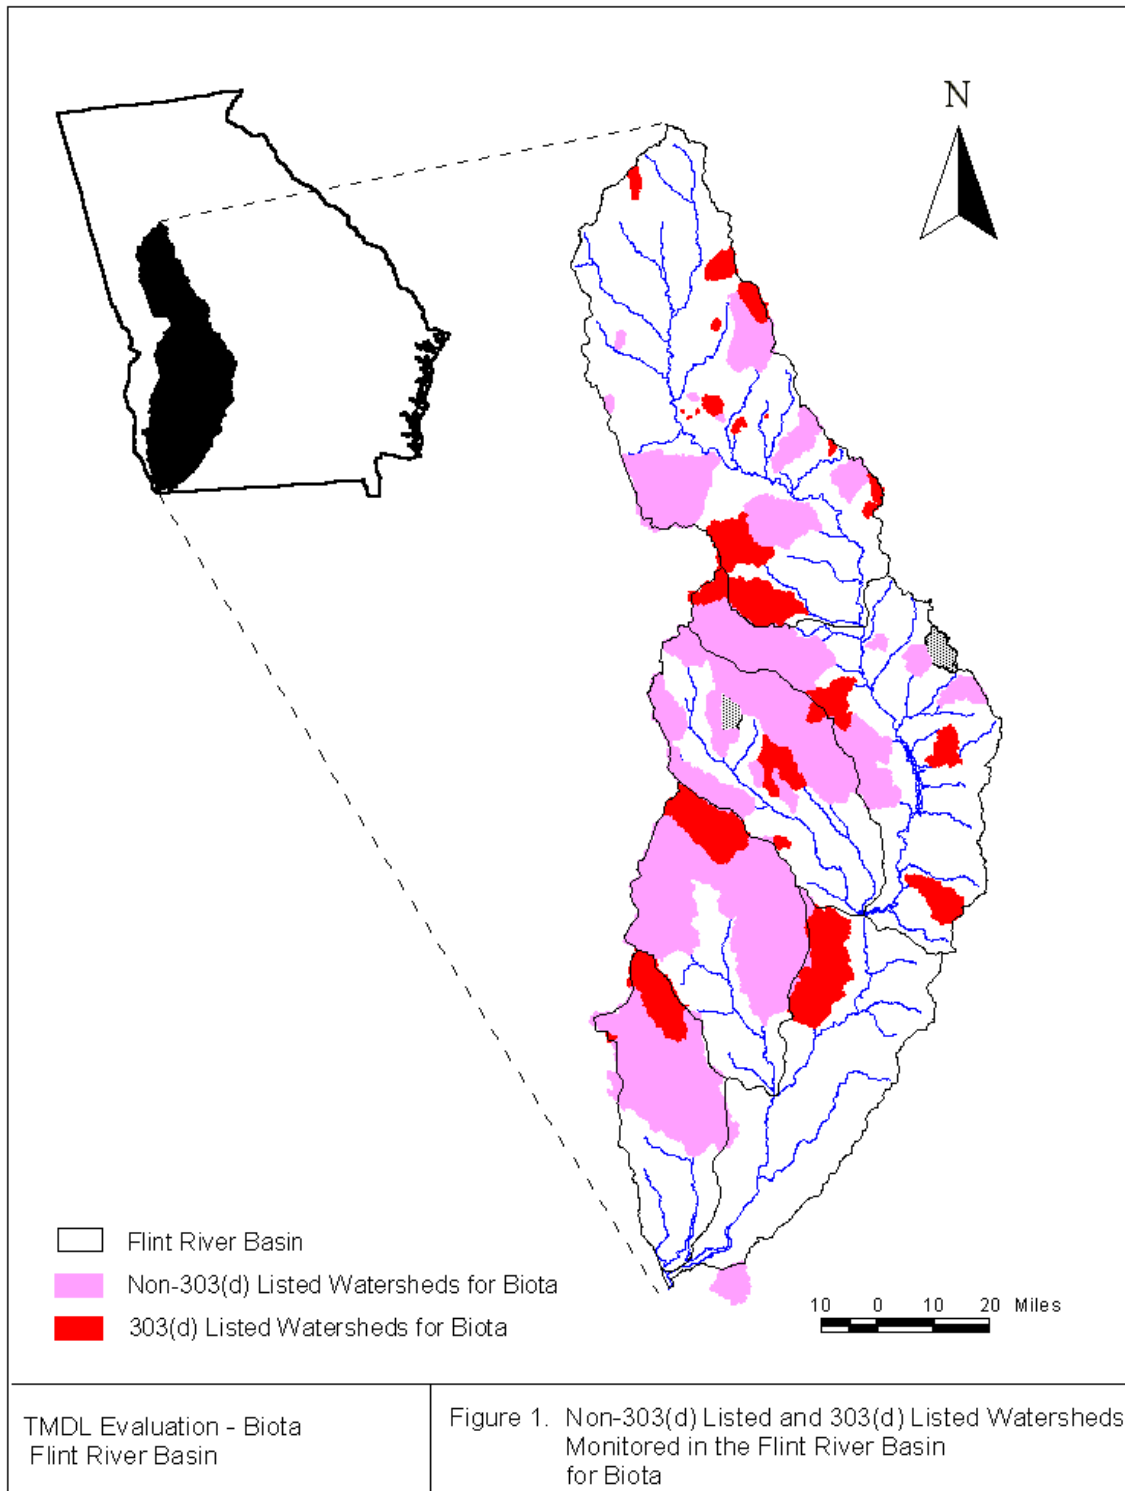 N
Flint River Basin
Non-303(d) Listed Watersheds for Biota
303(d) Listed Watersheds for Biota
10 0 10 20 Miles
TMDL Evaluation - Biota
Flint River Basin
Figure 1. Non-303(d) Listed and 303(d) Listed Watersheds
Monitored in the Flint River Basin
for Biota